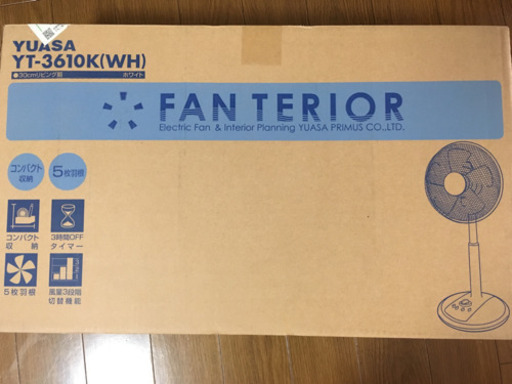 YUASA
YT-3610K(WH)
●30cmリビング扇 ホワイト
FANTERIOR
Electric Fan & Interior Planning YUASA PRIMUS CO.,LTD.
コンパクト
収納
5枚羽根
コンパクト
収納
3時間OFF
タイマー
5枚羽根
風量3段階
切替機能